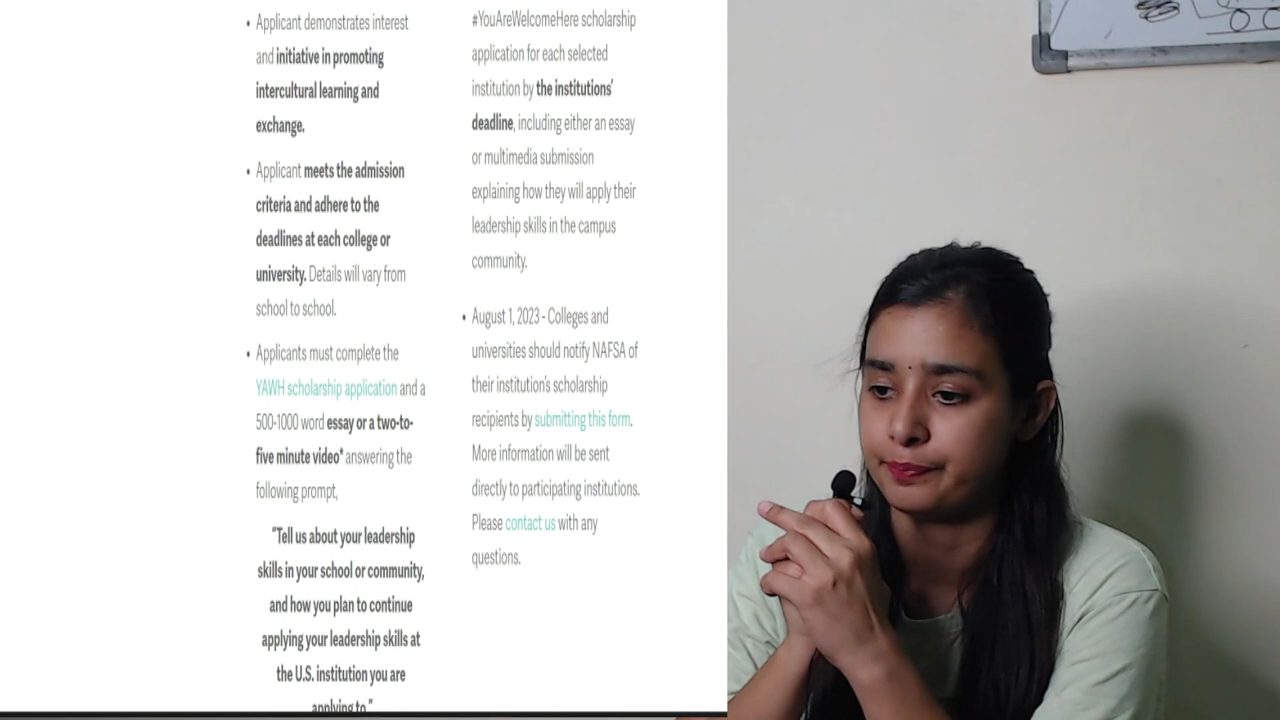 • Applicant demonstrates interest
and initiative in promoting
intercultural learning and
exchange.
• Applicant meets the admission
criteria and adhere to the
deadlines at each college or
university. Details will vary from
school to school.
• Applicants must complete the
YAWH scholarship application and a
500-1000 word essay or a two-to-
five minute video* answering the
following prompt,
"Tell us about your leadership
skills in your school or community,
and how you plan to continue
applying your leadership skills at
the U.S. institution you are
applying to."
#YouAreWelcomeHere scholarship
application for each selected
institution by the institutions'
deadline, including either an essay
or multimedia submission
explaining how they will apply their
leadership skills in the campus
community.
• August 1, 2023 - Colleges and
universities should notify NAFSA of
their institution's scholarship
recipients by submitting this form.
More information will be sent
directly to participating institutions.
Please contact us with any
questions.